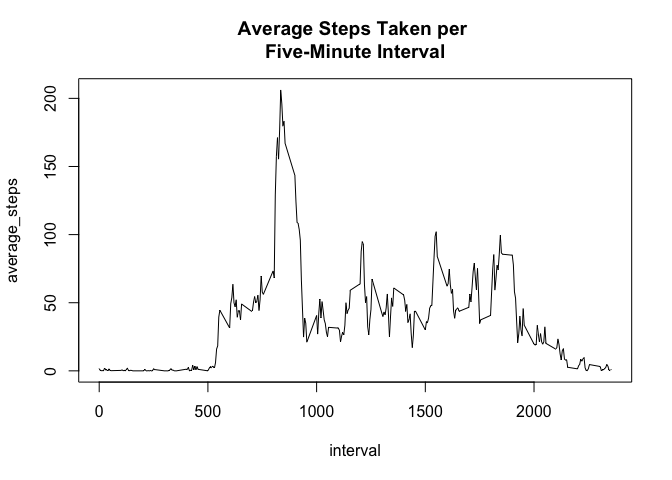 Average Steps Taken per
Five-Minute Interval
average_steps
200
150
100
50
0
0 500 1000 1500 2000
interval